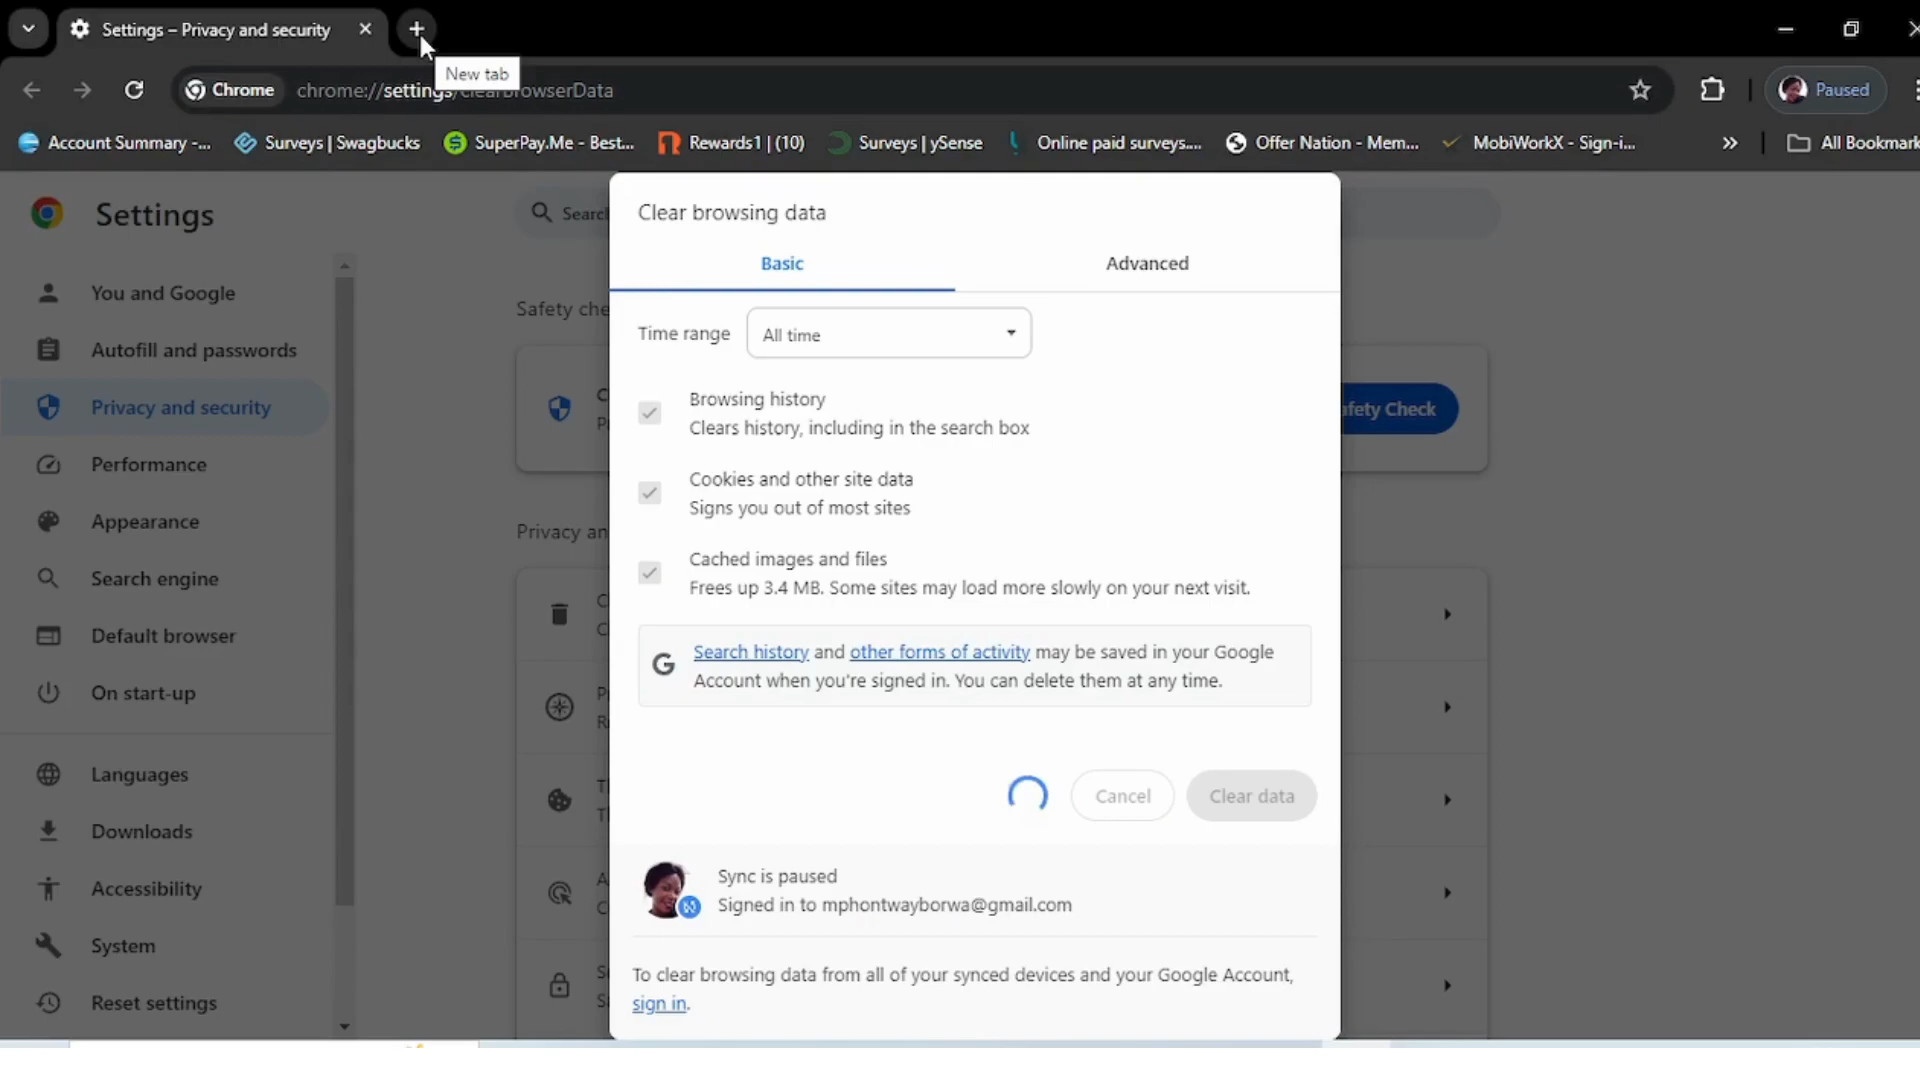 Settings – Privacy and security
New tab
Chrome
chrome://settings/clearBrowserData
Paused
Account Summary -...
Surveys | Swagbucks
SuperPay.Me - Best...
Rewards1 | (10)
Surveys | ySense
Online paid surveys....
Offer Nation - Mem...
MobiWorkX - Sign-i...
All Bookmark
Settings
Search
You and Google
Autofill and passwords
Privacy and security
Performance
Appearance
Search engine
Default browser
On start-up
Languages
Downloads
Accessibility
System
Reset settings
Safety che
afety Check
Privacy an
Clear browsing data
Basic
Advanced
Time range
All time
Browsing history
Clears history, including in the search box
Cookies and other site data
Signs you out of most sites
Cached images and files
Frees up 3.4 MB. Some sites may load more slowly on your next visit.
Search history and other forms of activity may be saved in your Google
Account when you're signed in. You can delete them at any time.
Cancel
Clear data
Sync is paused
Signed in to mphontwayborwa@gmail.com
To clear browsing data from all of your synced devices and your Google Account,
sign in.